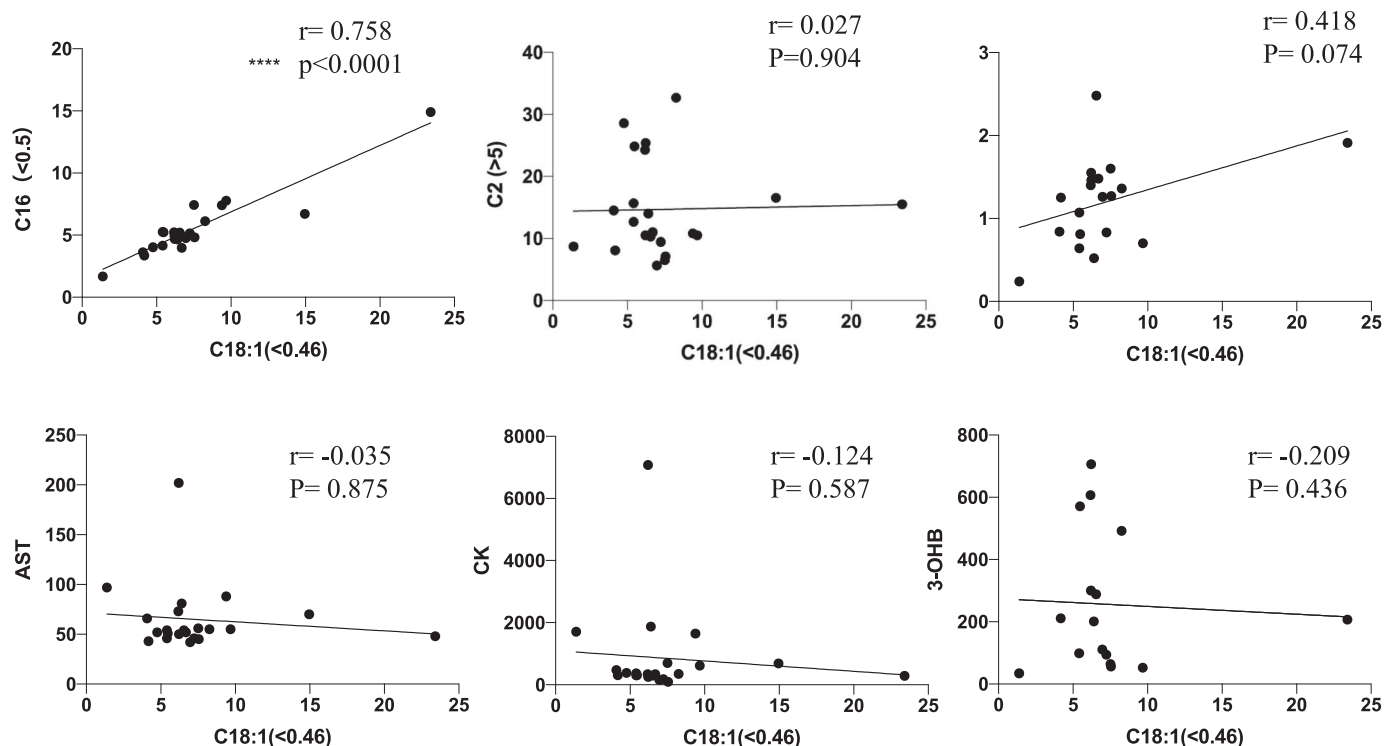 r= 0.758
**** p<0.0001
20
15
10
5
0
C16 (<0.5)
0 5 10 15 20 25
C18:1(<0.46)
r= 0.027
P=0.904
40
30
20
10
0
C2 (>5)
0 5 10 15 20 25
C18:1(<0.46)
r= 0.418
P= 0.074
3
2
1
0
0 5 10 15 20 25
C18:1(<0.46)
r= -0.035
P= 0.875
250
200
150
100
50
0
AST
0 5 10 15 20 25
C18:1(<0.46)
r= -0.124
P= 0.587
8000
6000
4000
2000
0
CK
0 5 10 15 20 25
C18:1(<0.46)
r= -0.209
P= 0.436
800
600
400
200
0
3-OHB
0 5 10 15 20 25
C18:1(<0.46)